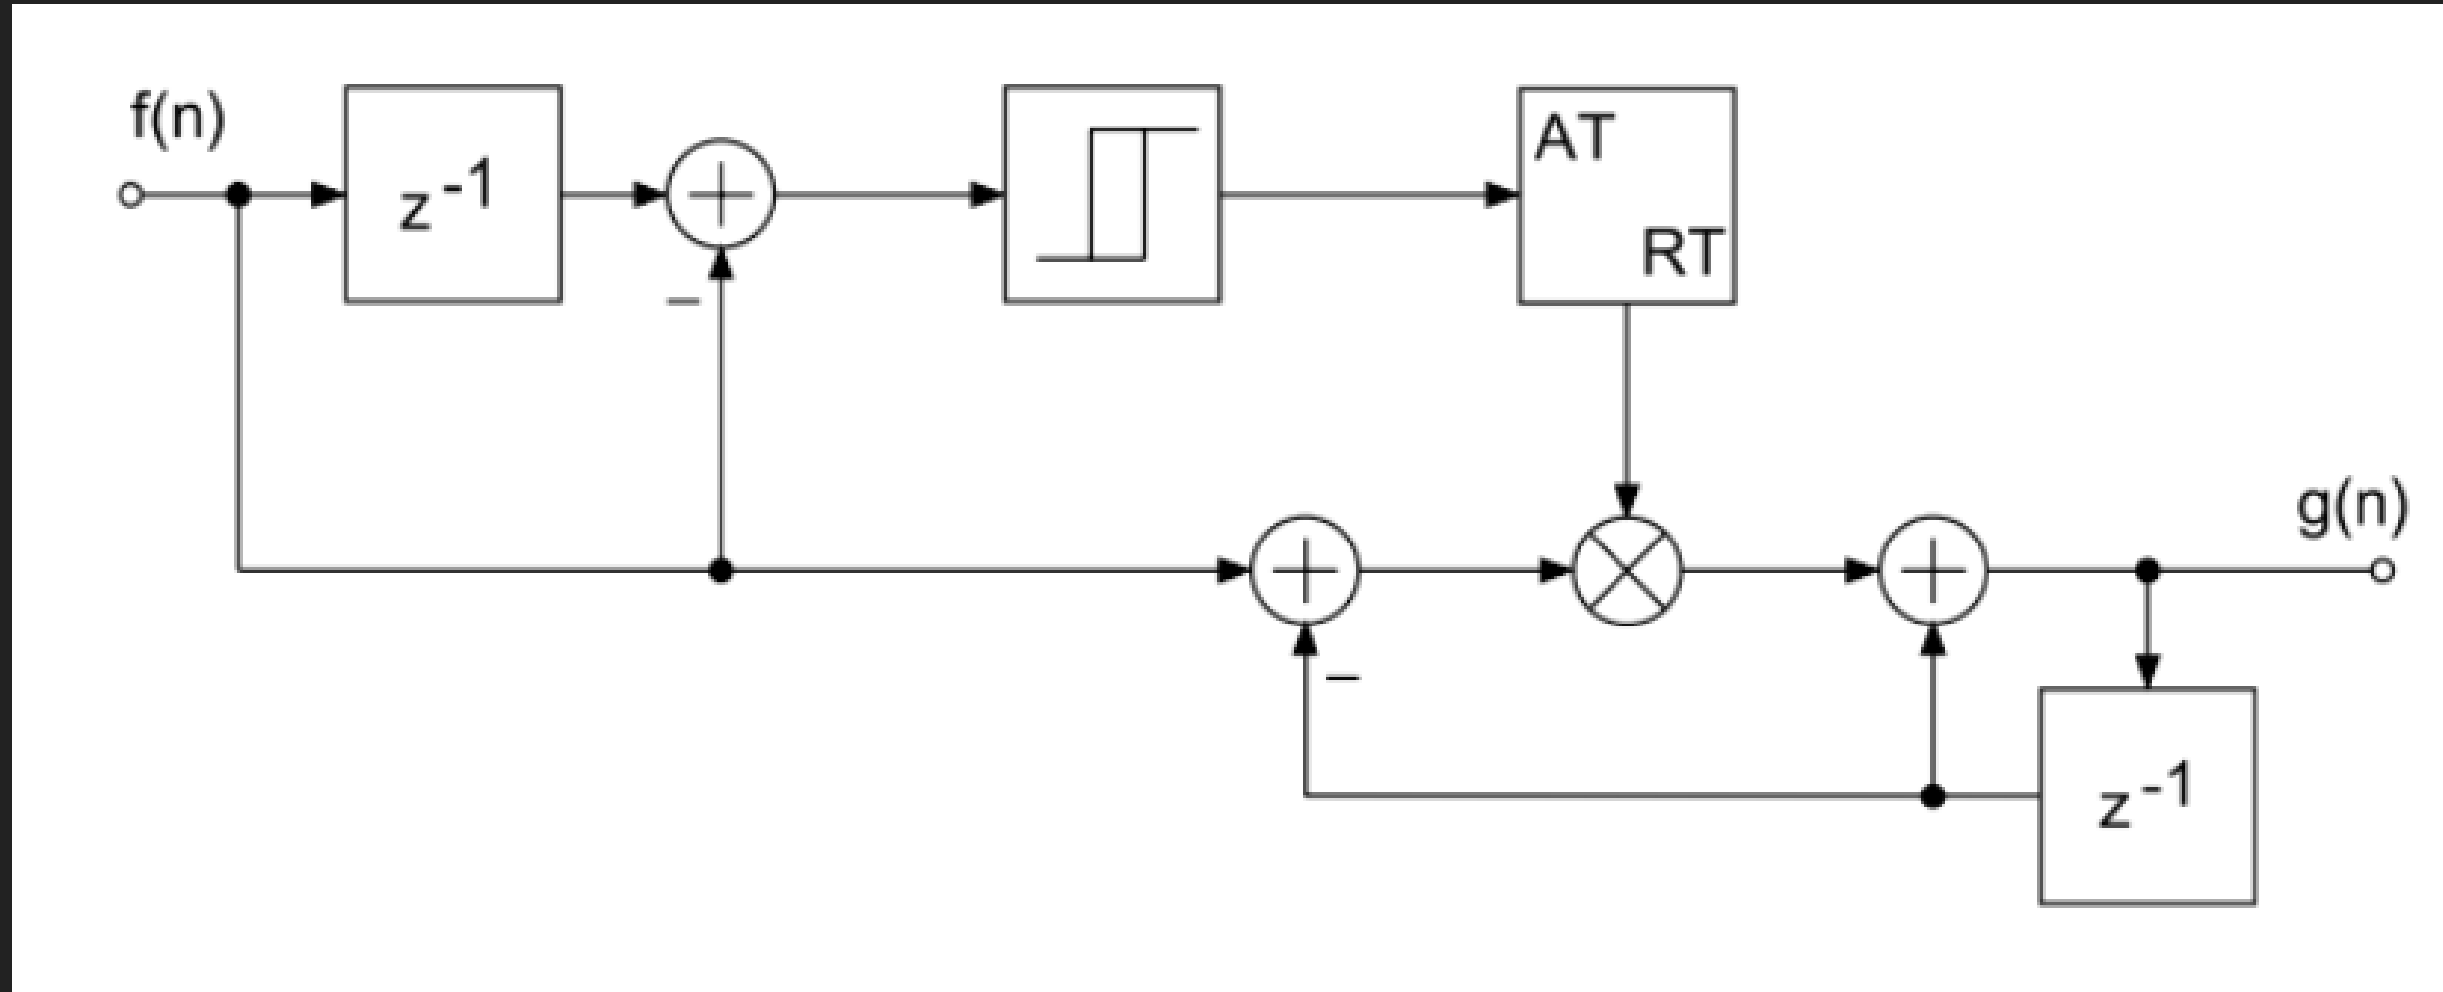 f(n)
z⁻¹
AT
RT
–
g(n)
–
z⁻¹